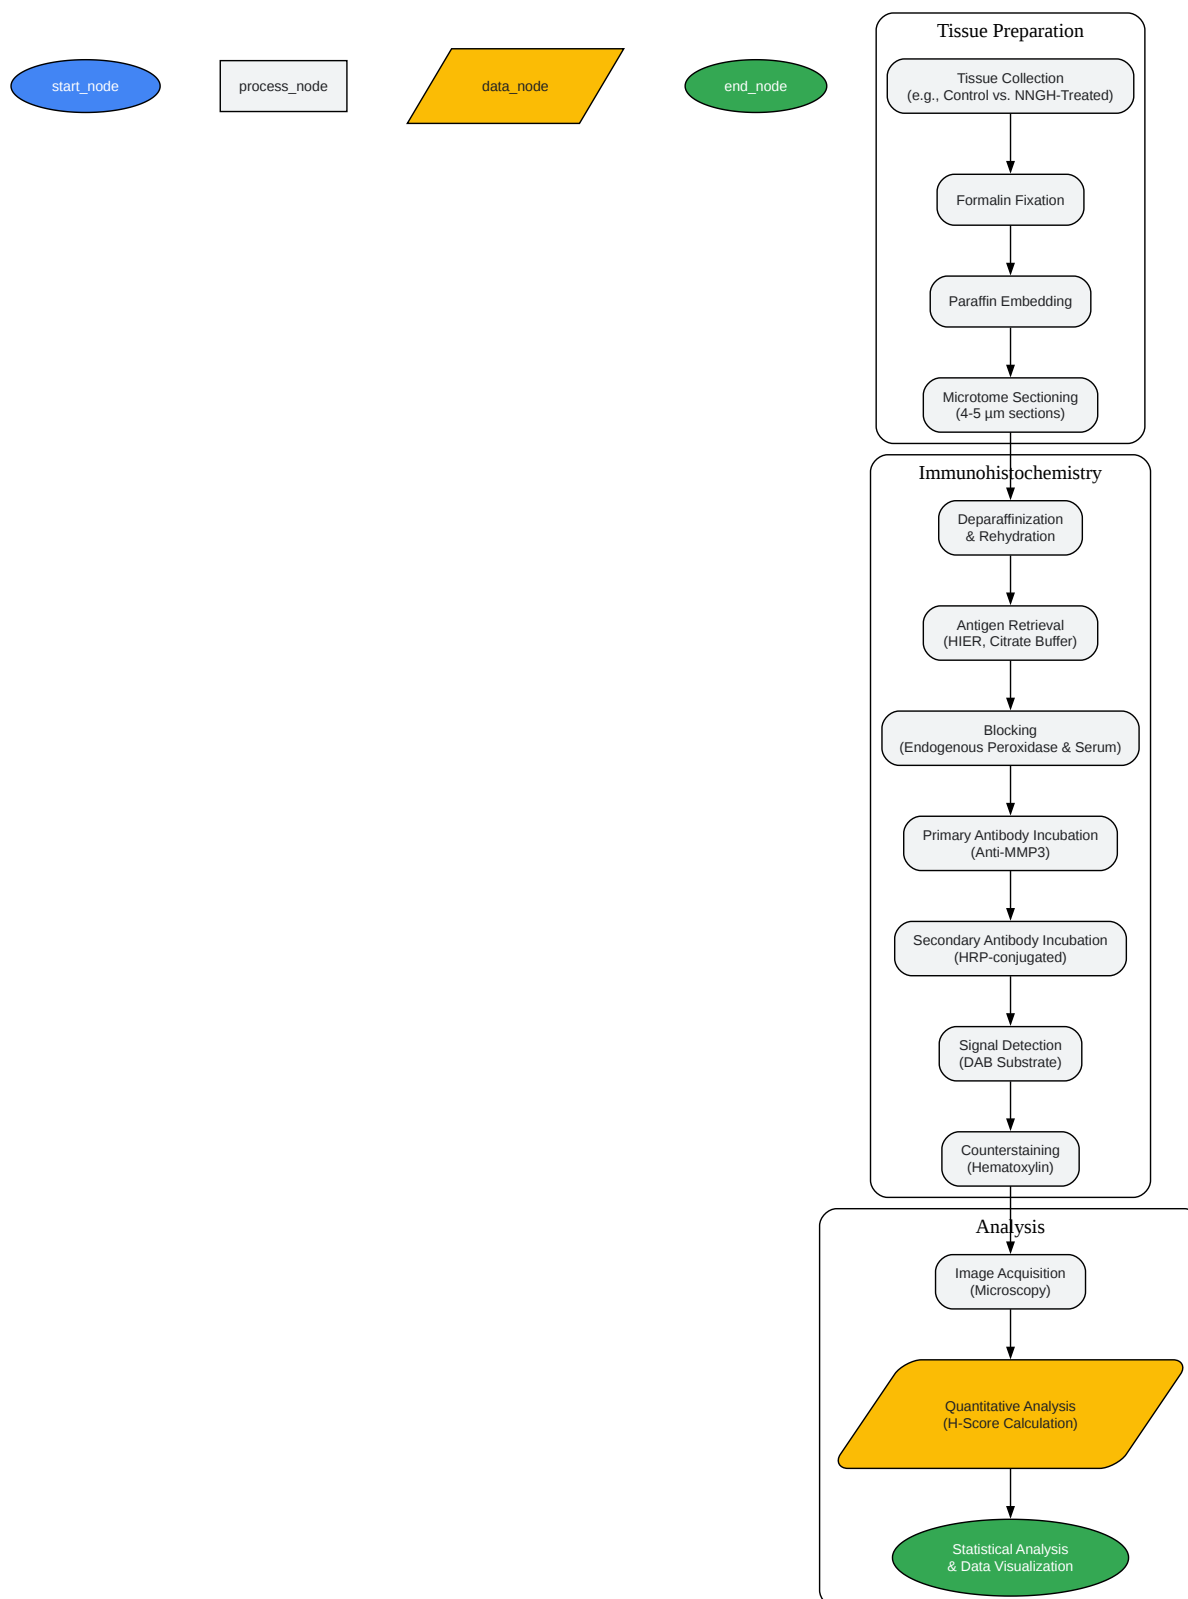 start_node
process_node
data_node
end_node
Tissue Preparation
Tissue Collection
(e.g., Control vs. NNGH-Treated)
Formalin Fixation
Paraffin Embedding
Microtome Sectioning
(4-5 µm sections)
Immunohistochemistry
Deparaffinization
& Rehydration
Antigen Retrieval
(HIER, Citrate Buffer)
Blocking
(Endogenous Peroxidase & Serum)
Primary Antibody Incubation
(Anti-MMP3)
Secondary Antibody Incubation
(HRP-conjugated)
Signal Detection
(DAB Substrate)
Counterstaining
(Hematoxylin)
Analysis
Image Acquisition
(Microscopy)
Quantitative Analysis
(H-Score Calculation)
Statistical Analysis
& Data Visualization